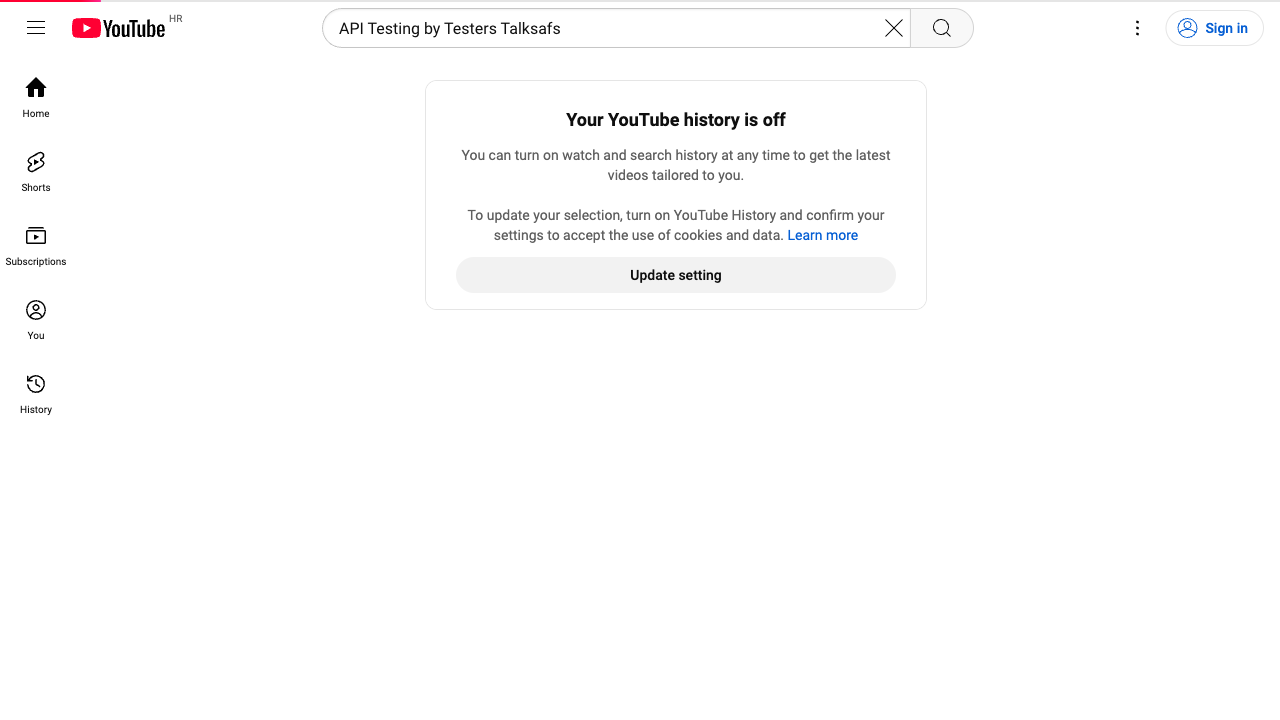 YouTube HR
API Testing by Testers Talksafs
Sign in
Home
Shorts
Subscriptions
You
History
Your YouTube history is off
You can turn on watch and search history at any time to get the latest
videos tailored to you.
To update your selection, turn on YouTube History and confirm your
settings to accept the use of cookies and data. Learn more
Update setting